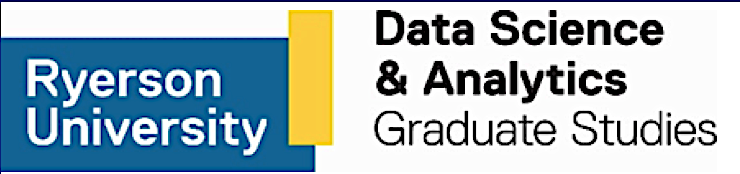 Ryerson
University
Data Science
& Analytics
Graduate Studies